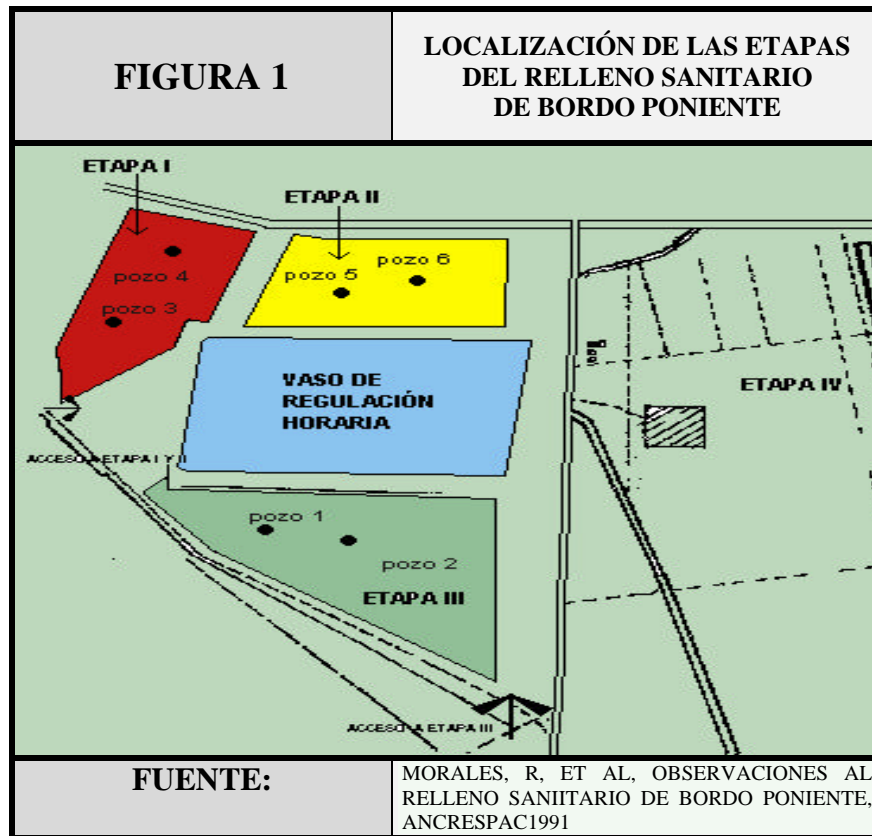 FIGURA 1
LOCALIZACIÓN DE LAS ETAPAS
DEL RELLENO SANITARIO
DE BORDO PONIENTE
ETAPA I
ETAPA II
pozo 4
pozo 3
pozo 5
pozo 6
VASO DE
REGULACIÓN
HORARIA
ETAPA IV
ACCESO A ETAPA I Y
pozo 1
pozo 2
ETAPA III
ACCESO A ETAPA III
FUENTE:
MORALES, R, ET AL, OBSERVACIONES AL
RELLENO SANIITARIO DE BORDO PONIENTE,
ANCRESPAC1991